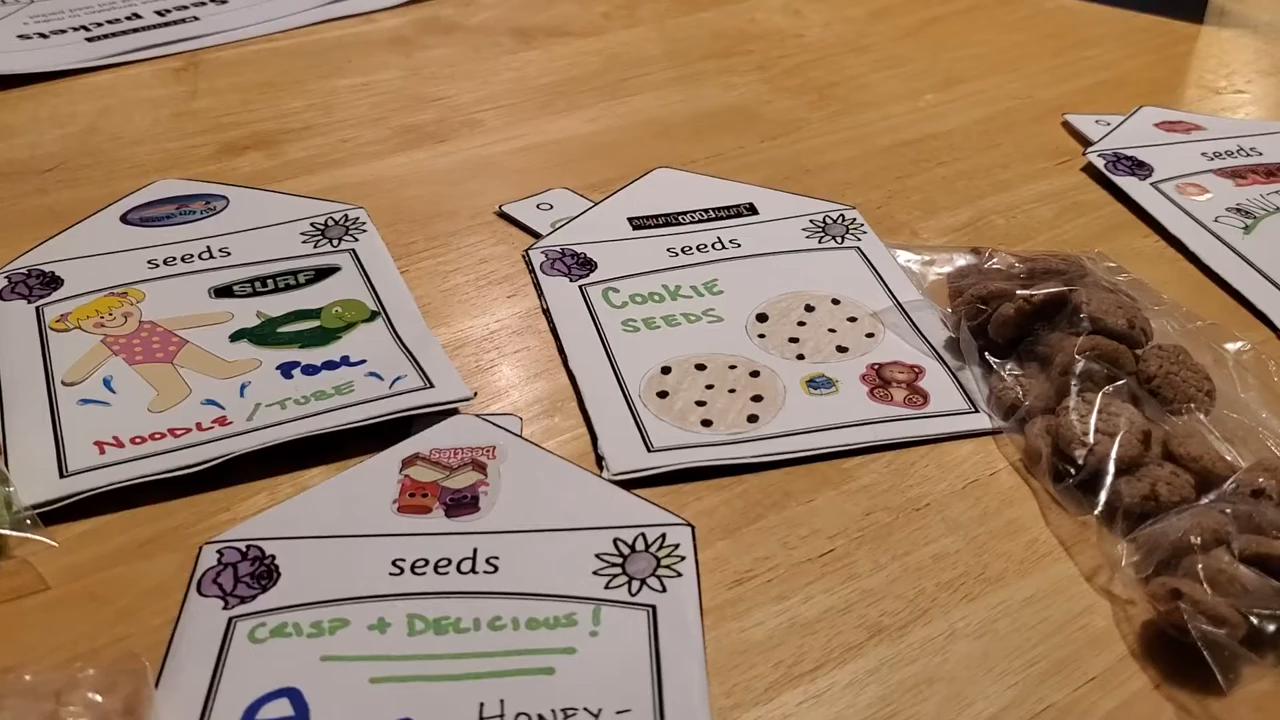 Seed packets
seeds
SURF
POOL
NOODLE / TUBE
JunkFOODJunkie
seeds
COOKIE
SEEDS
seeds
besties
seeds
CRISP + DELICIOUS!
HONEY-